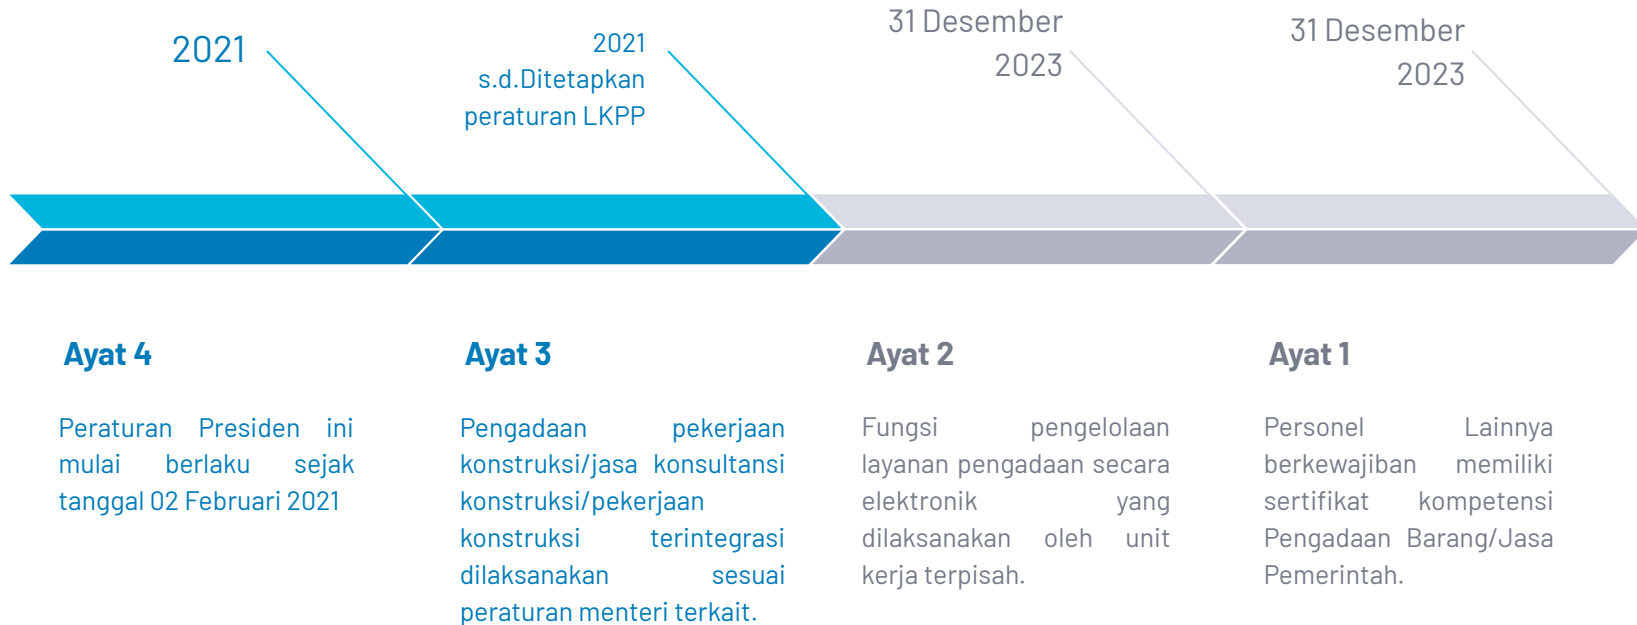 2021
2021
s.d.Ditetapkan
peraturan LKPP
31 Desember
2023
31 Desember
2023
Ayat 4
Peraturan Presiden ini
mulai berlaku sejak
tanggal 02 Februari 2021
Ayat 3
Pengadaan pekerjaan
konstruksi/jasa konsultansi
konstruksi/pekerjaan
konstruksi terintegrasi
dilaksanakan sesuai
peraturan menteri terkait.
Ayat 2
Fungsi pengelolaan
layanan pengadaan secara
elektronik yang
dilaksanakan oleh unit
kerja terpisah.
Ayat 1
Personel Lainnya
berkewajiban memiliki
sertifikat kompetensi
Pengadaan Barang/Jasa
Pemerintah.